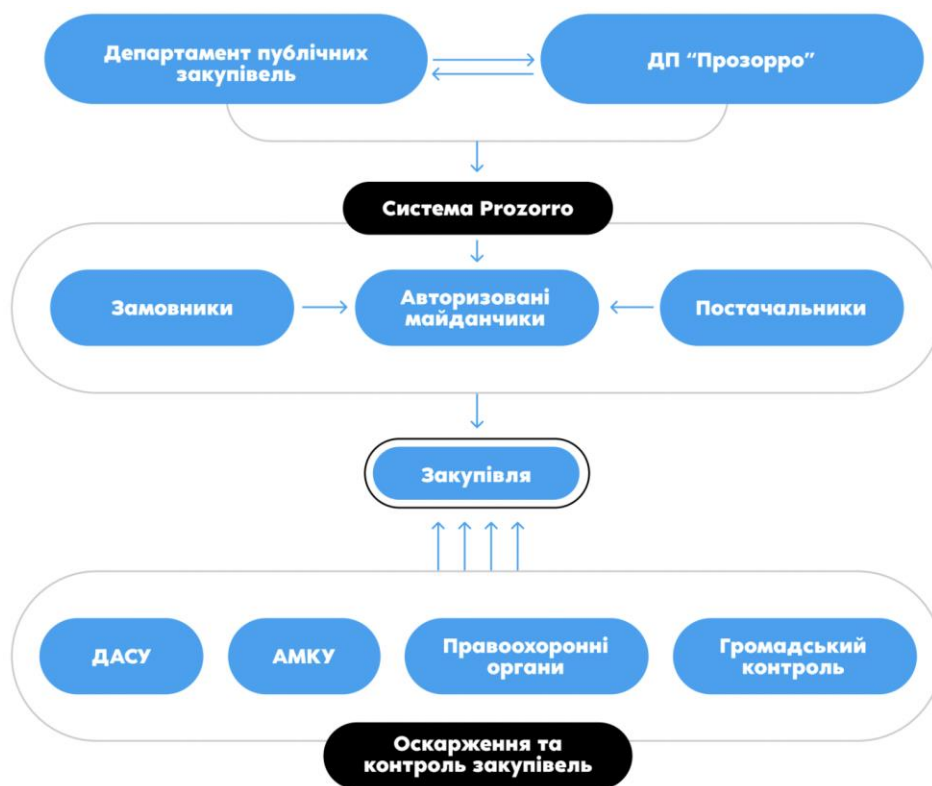 Департамент публічних
закупівель
ДП “Прозорро”
Система Prozorro
Замовники
Авторизовані
майданчики
Постачальники
Закупівля
ДАСУ
АМКУ
Правоохоронні
органи
Громадський
контроль
Оскарження та
контроль закупівель